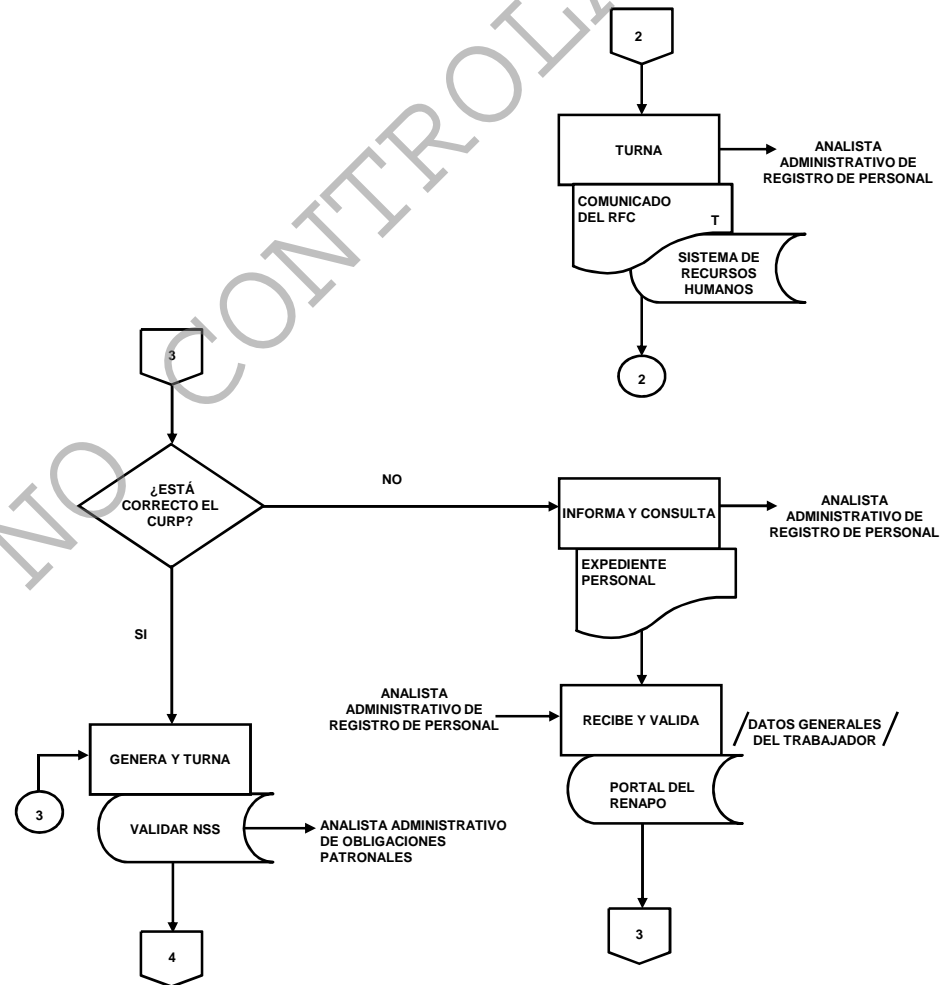 NO CONTROLA
2
TURNA
ANALISTA
ADMINISTRATIVO DE
REGISTRO DE PERSONAL
COMUNICADO
DEL RFC
T
SISTEMA DE
RECURSOS
HUMANOS
2
3
¿ESTÁ
CORRECTO EL
CURP?
NO
INFORMA Y CONSULTA
ANALISTA
ADMINISTRATIVO DE
REGISTRO DE PERSONAL
EXPEDIENTE
PERSONAL
SI
ANALISTA
ADMINISTRATIVO DE
REGISTRO DE PERSONAL
RECIBE Y VALIDA
DATOS GENERALES
DEL TRABAJADOR
PORTAL DEL
RENAPO
GENERA Y TURNA
3
VALIDAR NSS
ANALISTA ADMINISTRATIVO
DE OBLIGACIONES
PATRONALES
4
3